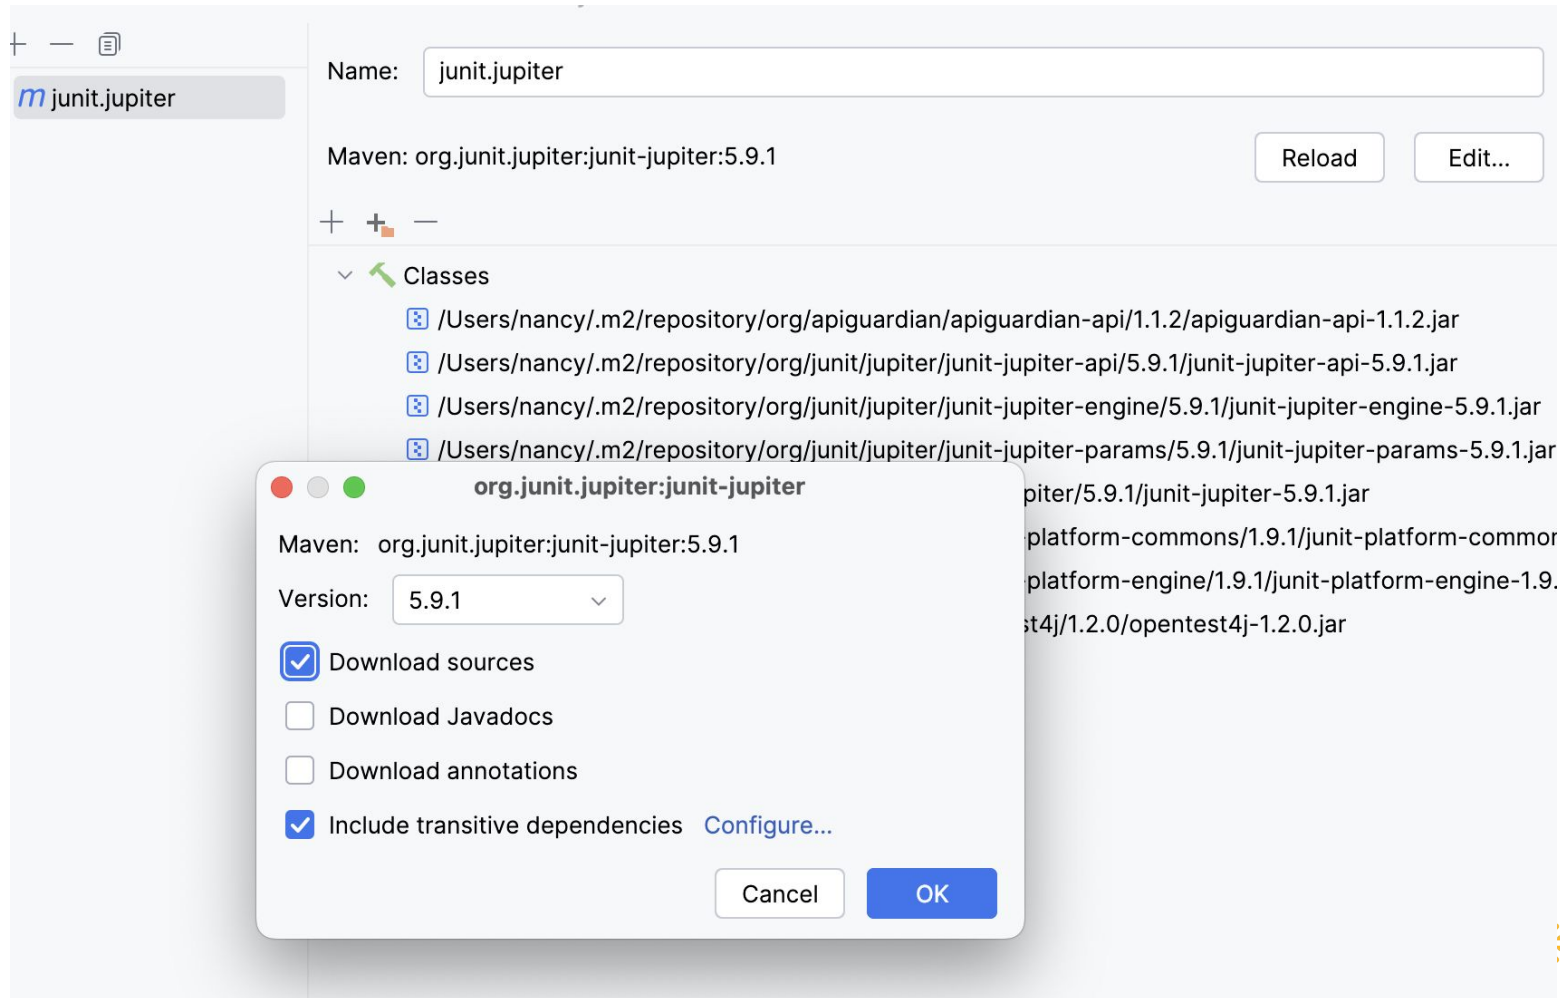 junit.jupiter
Name: junit.jupiter
Maven: org.junit.jupiter:junit-jupiter:5.9.1
Reload
Edit...
Classes
/Users/nancy/.m2/repository/org/apiguardian/apiguardian-api/1.1.2/apiguardian-api-1.1.2.jar
/Users/nancy/.m2/repository/org/junit/jupiter/junit-jupiter-api/5.9.1/junit-jupiter-api-5.9.1.jar
/Users/nancy/.m2/repository/org/junit/jupiter/junit-jupiter-engine/5.9.1/junit-jupiter-engine-5.9.1.jar
/Users/nancy/.m2/repository/org/junit/jupiter/junit-jupiter-params/5.9.1/junit-jupiter-params-5.9.1.jar
piter/5.9.1/junit-jupiter-5.9.1.jar
-platform-commons/1.9.1/junit-platform-common
-platform-engine/1.9.1/junit-platform-engine-1.9.
st4j/1.2.0/opentest4j-1.2.0.jar
org.junit.jupiter:junit-jupiter
Maven: org.junit.jupiter:junit-jupiter:5.9.1
Version: 5.9.1
Download sources
Download Javadocs
Download annotations
Include transitive dependencies Configure...
Cancel
OK